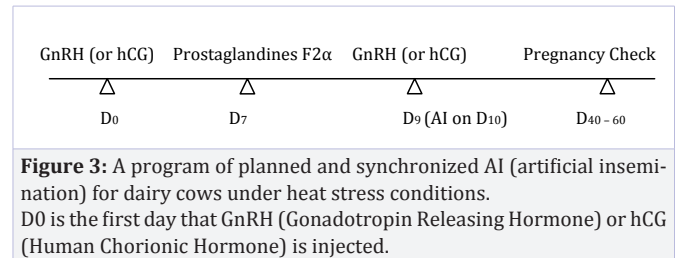 GnRH (or hCG) Prostaglandines F2α GnRH (or hCG) Pregnancy Check
D0 D7 D9 (AI on D10) D40 – 60
Figure 3: A program of planned and synchronized AI (artificial insemi-
nation) for dairy cows under heat stress conditions.
D0 is the first day that GnRH (Gonadotropin Releasing Hormone) or hCG
(Human Chorionic Hormone) is injected.